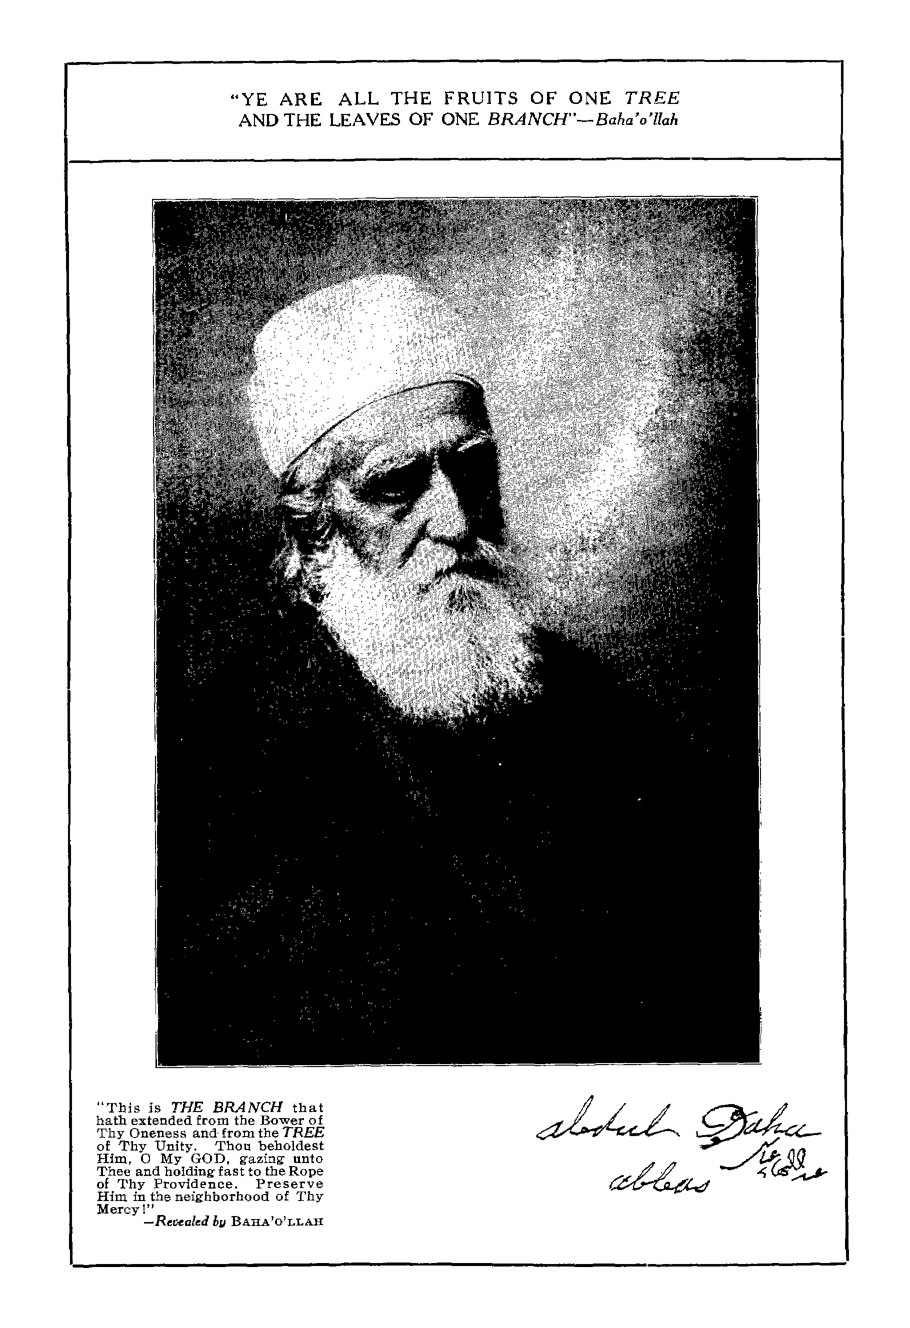 "YE ARE ALL THE FRUITS OF ONE TREE
AND THE LEAVES OF ONE BRANCH"—Baha'o'llah
"This is THE BRANCH that
hath extended from the Bower of
Thy Oneness and from the TREE
of Thy Unity. Thou beholdest
Him, O My GOD, gazing unto
Thee and holding fast to the Rope
of Thy Providence. Preserve
Him in the neighborhood of Thy
Mercy!"
—Revealed by BAHA'O'LLAH
abdul Baha
abbas